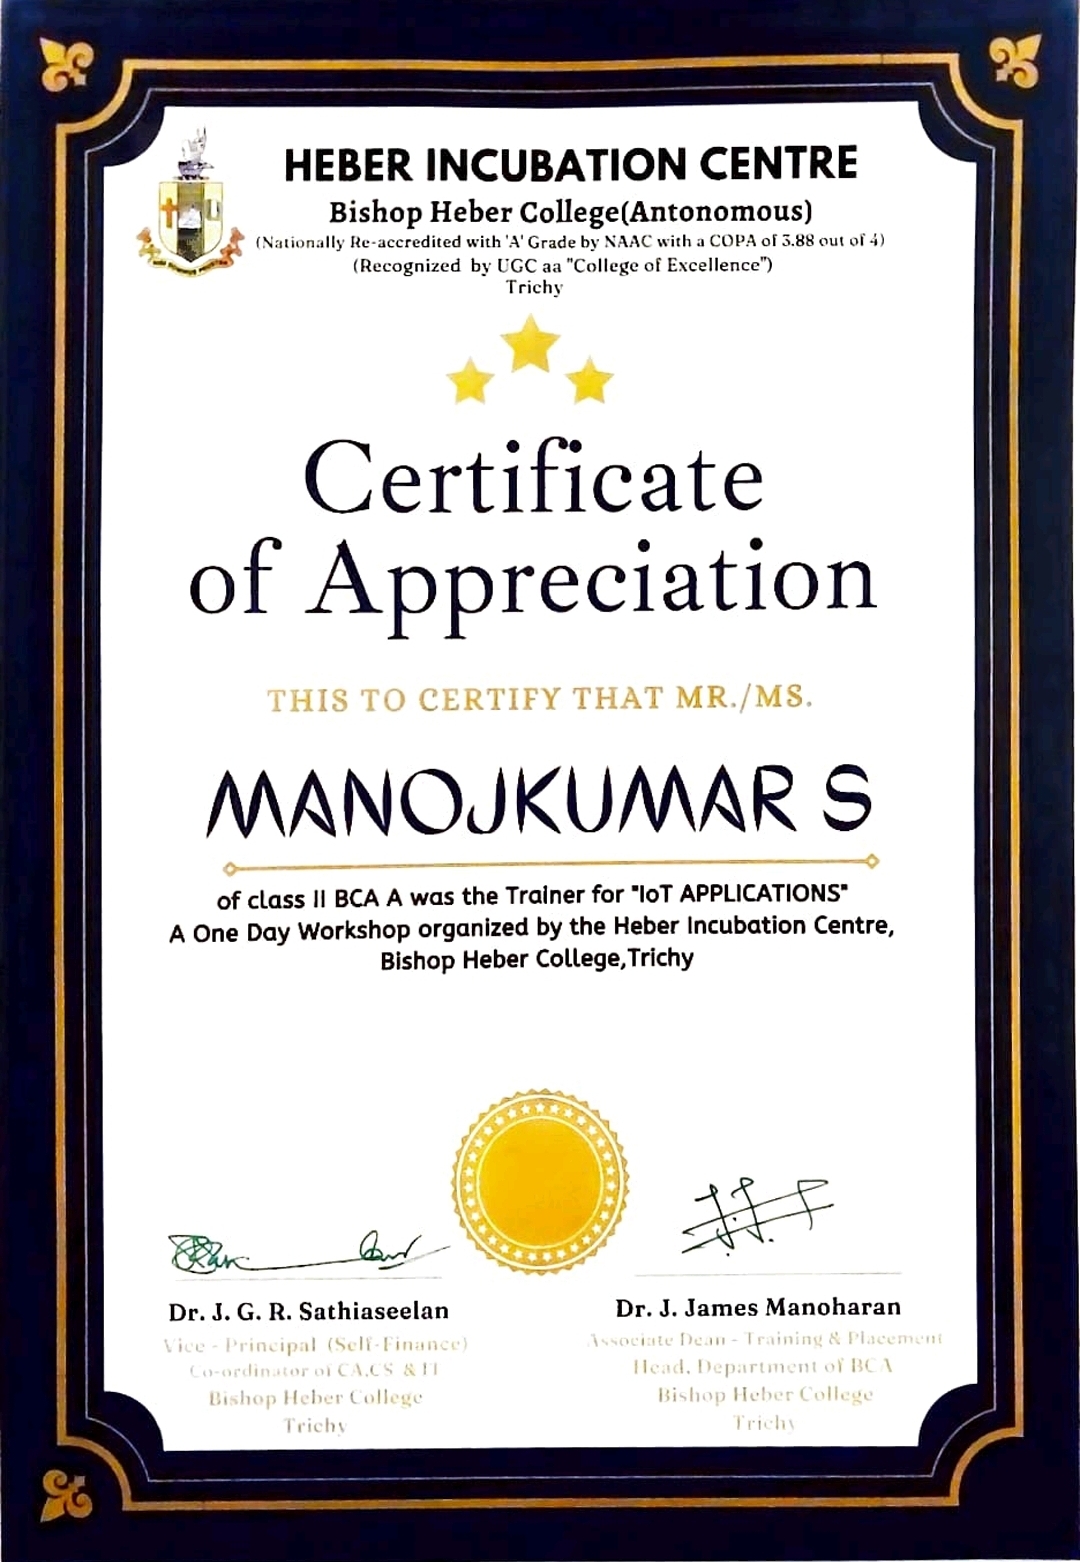 HEBER INCUBATION CENTRE
Bishop Heber College(Antonomous)
(Nationally Re-accredited with 'A' Grade by NAAC with a COPA of 3.88 out of 4)
(Recognized by UGC aa "College of Excellence")
Trichy
Certificate
of Appreciation
THIS TO CERTIFY THAT MR./MS.
MANOJKUMAR S
of class II BCA A was the Trainer for "IoT APPLICATIONS"
A One Day Workshop organized by the Heber Incubation Centre,
Bishop Heber College,Trichy
Dr. J. G. R. Sathiaseelan
Vice - Principal (Self-Finance)
Co-ordinator of CA,CS & IT
Bishop Heber College
Trichy
Dr. J. James Manoharan
Associate Dean - Training & Placement
Head, Department of BCA
Bishop Heber College
Trichy